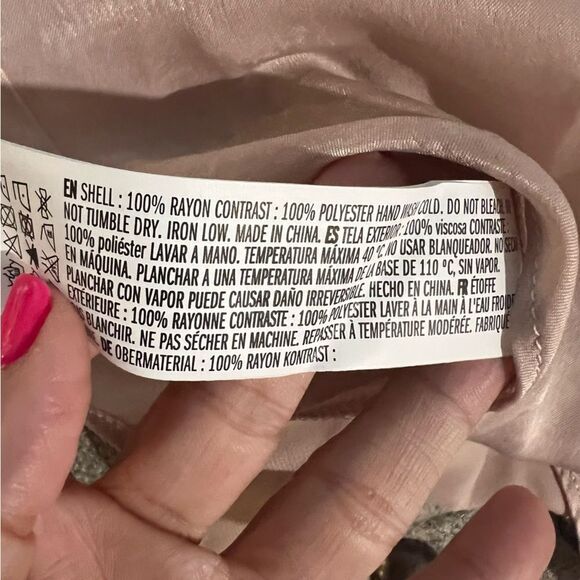 EN SHELL : 100% RAYON CONTRAST : 100% POLYESTER HAND WASH COLD. DO NOT BLEACH.
NOT TUMBLE DRY. IRON LOW. MADE IN CHINA. ES TELA EXTERIOR : 100% viscosa CONTRASTE :
100% poliéster LAVAR A MANO. TEMPERATURA MÁXIMA 40 °C. NO USAR BLANQUEADOR. NO
EN MÁQUINA. PLANCHAR A UNA TEMPERATURA MÁXIMA DE LA BASE DE 110 °C, SIN VAPOR.
PLANCHAR CON VAPOR PUEDE CAUSAR DAÑO IRREVERSIBLE. HECHO EN CHINA. FR ÉTOFFE
EXTÉRIEURE : 100% RAYONNE CONTRASTE : 100% POLYESTER LAVER À LA MAIN À L'EAU FROIDE
BLANCHIR. NE PAS SÉCHER EN MACHINE. REPASSER À TEMPÉRATURE MODÉRÉE. FABRIQUÉ
DE OBERMATERIAL : 100% RAYON KONTRAST :